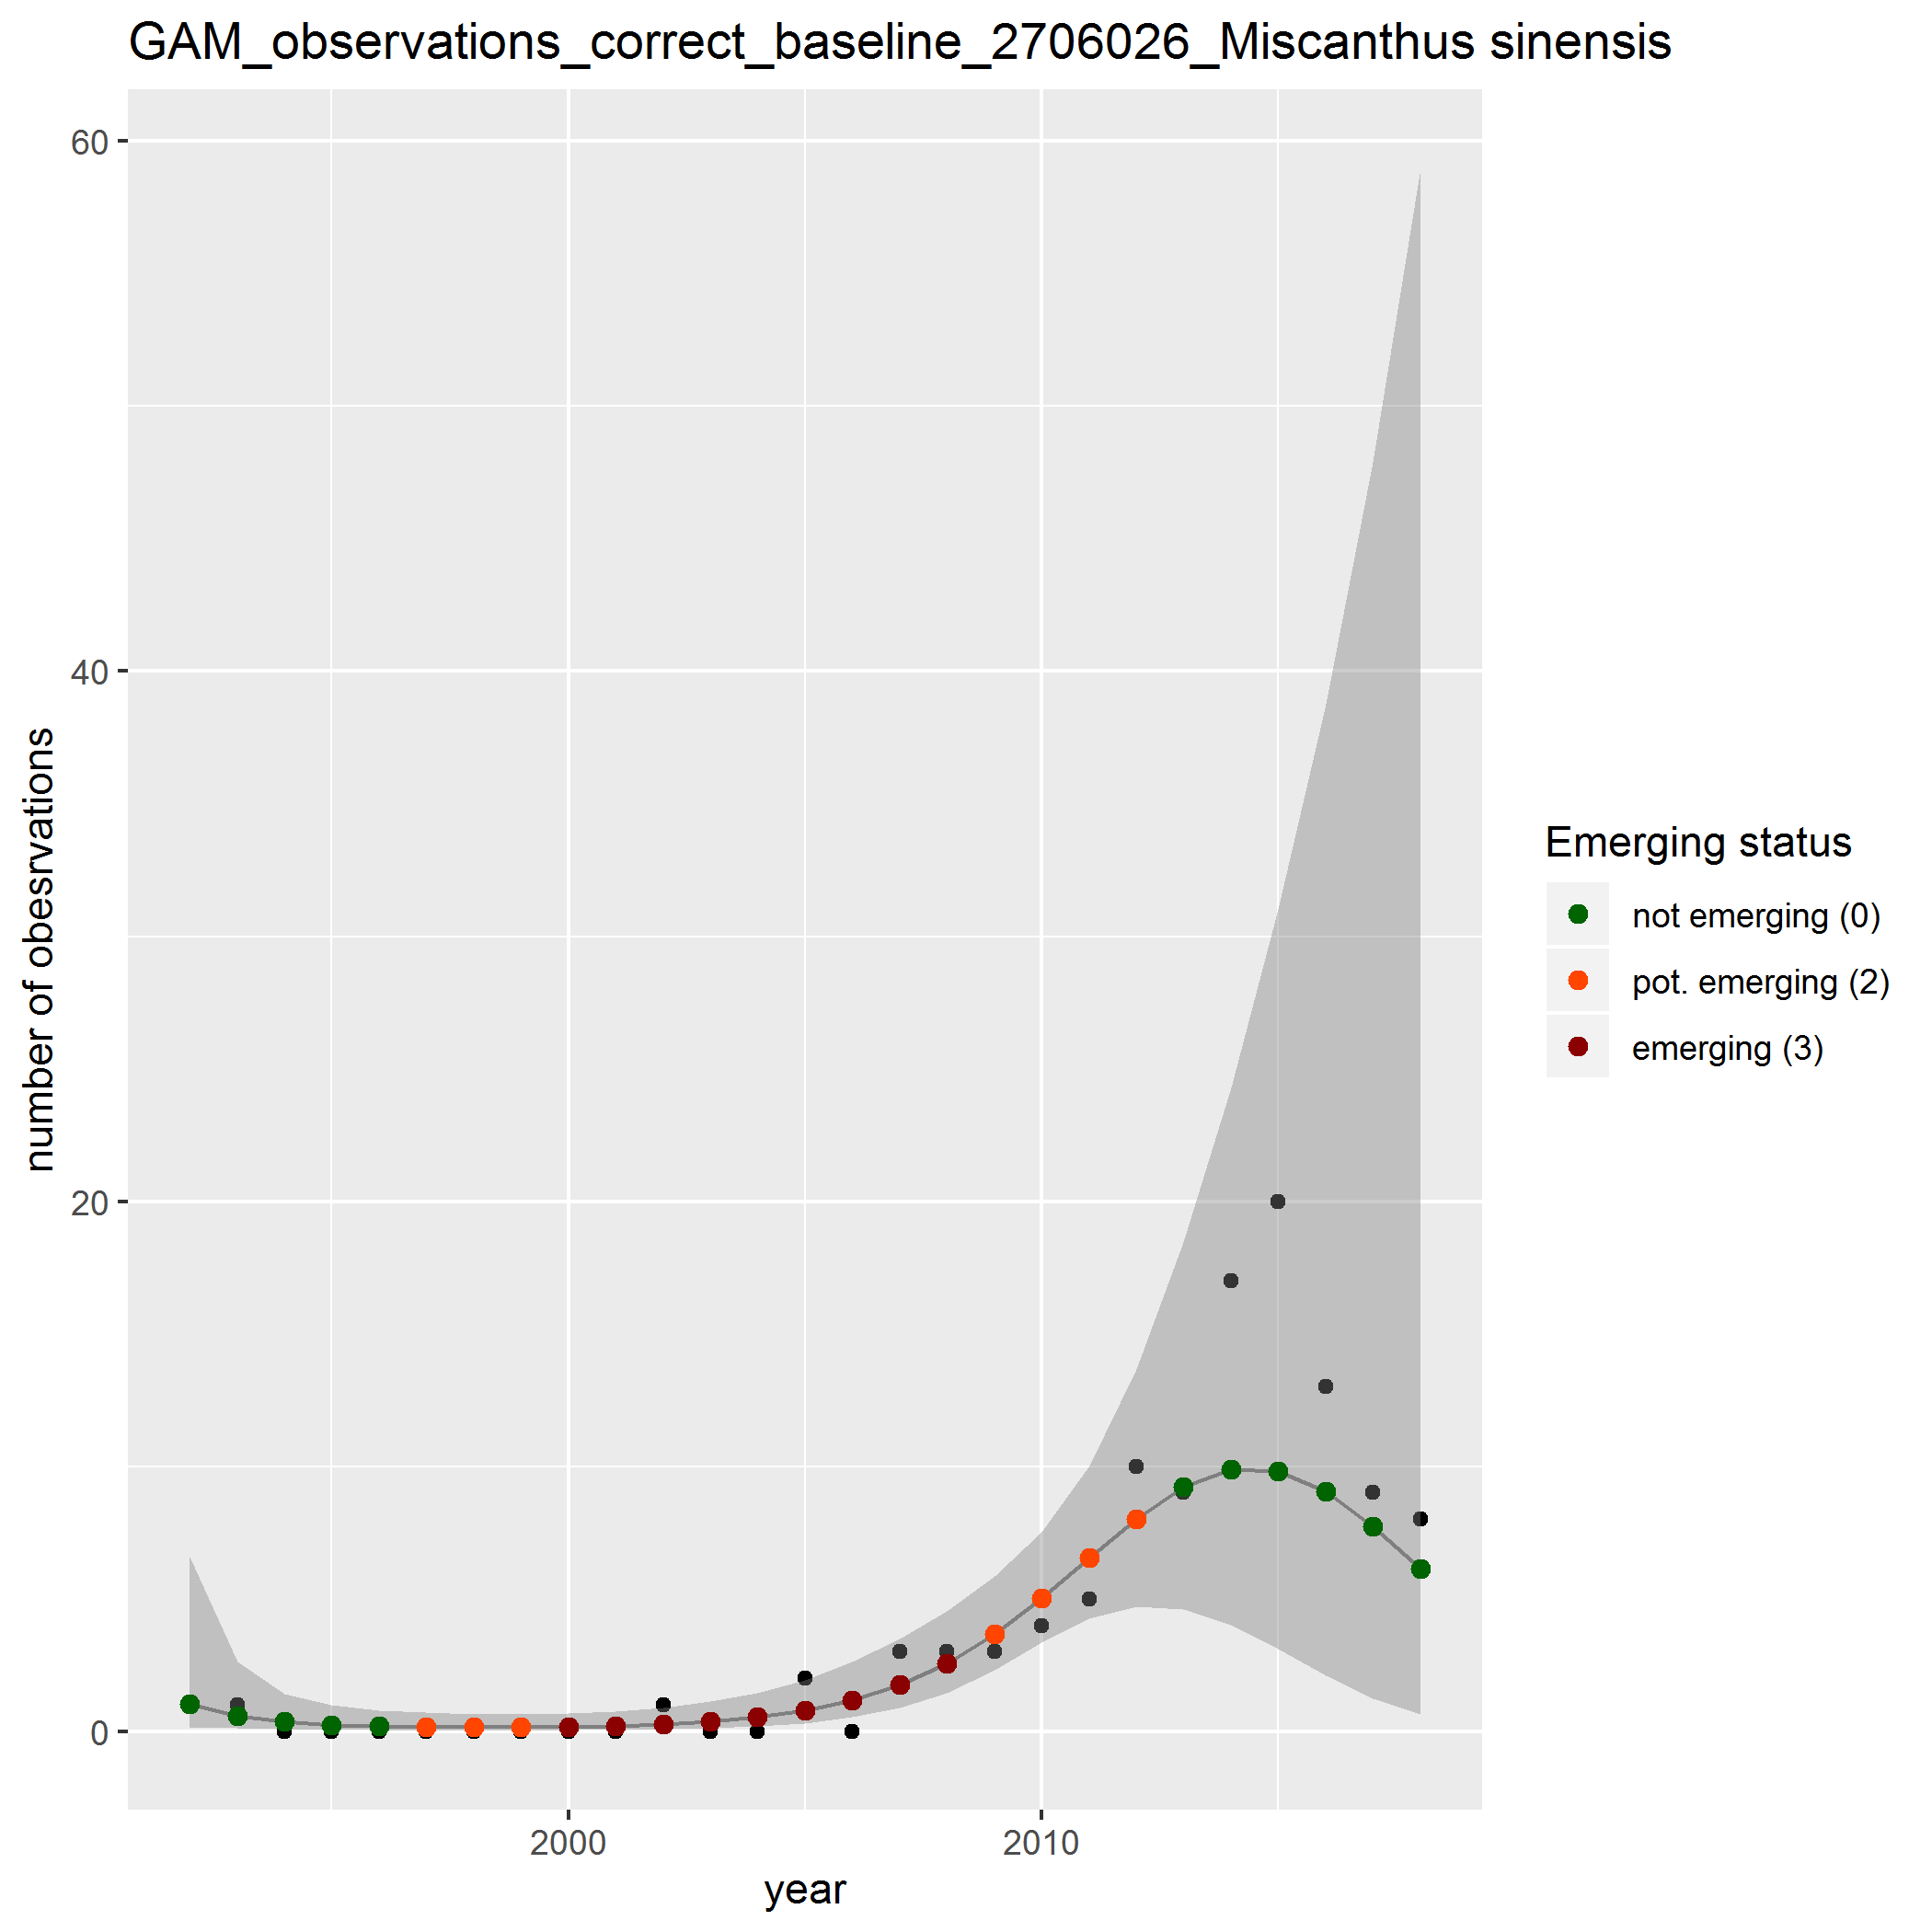 GAM_observations_correct_baseline_2706026_Miscanthus sinensis
60
40
20
0
number of obesrvations
2000
2010
year
Emerging status
not emerging (0)
pot. emerging (2)
emerging (3)